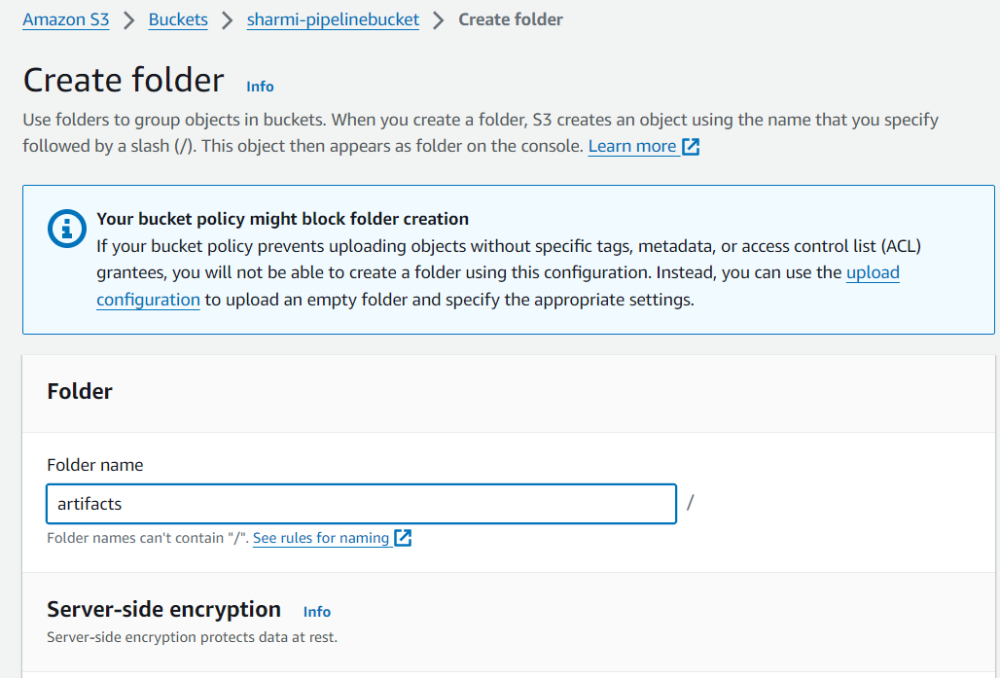 Amazon S3 > Buckets > sharmi-pipelinebucket > Create folder
Create folder Info
Use folders to group objects in buckets. When you create a folder, S3 creates an object using the name that you specify
followed by a slash (/). This object then appears as folder on the console. Learn more
Your bucket policy might block folder creation
If your bucket policy prevents uploading objects without specific tags, metadata, or access control list (ACL)
grantees, you will not be able to create a folder using this configuration. Instead, you can use the upload
configuration to upload an empty folder and specify the appropriate settings.
Folder
Folder name
artifacts /
Folder names can't contain "/". See rules for naming
Server-side encryption Info
Server-side encryption protects data at rest.